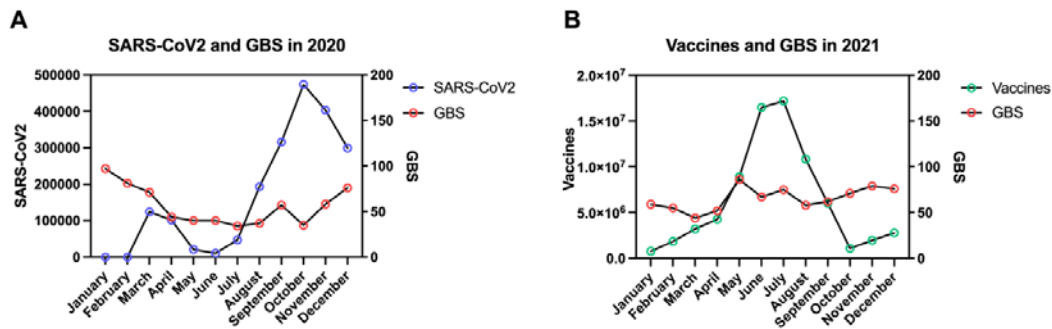 A
SARS-CoV2 and GBS in 2020
500000
400000
300000
200000
100000
0
SARS-CoV2
200
150
100
50
0
GBS
SARS-CoV2
GBS
January
February
March
April
May
June
July
August
September
October
November
December
B
Vaccines and GBS in 2021
2.0×10⁷
1.5×10⁷
1.0×10⁷
5.0×10⁶
0.0
Vaccines
200
150
100
50
0
GBS
Vaccines
GBS
January
February
March
April
May
June
July
August
September
October
November
December